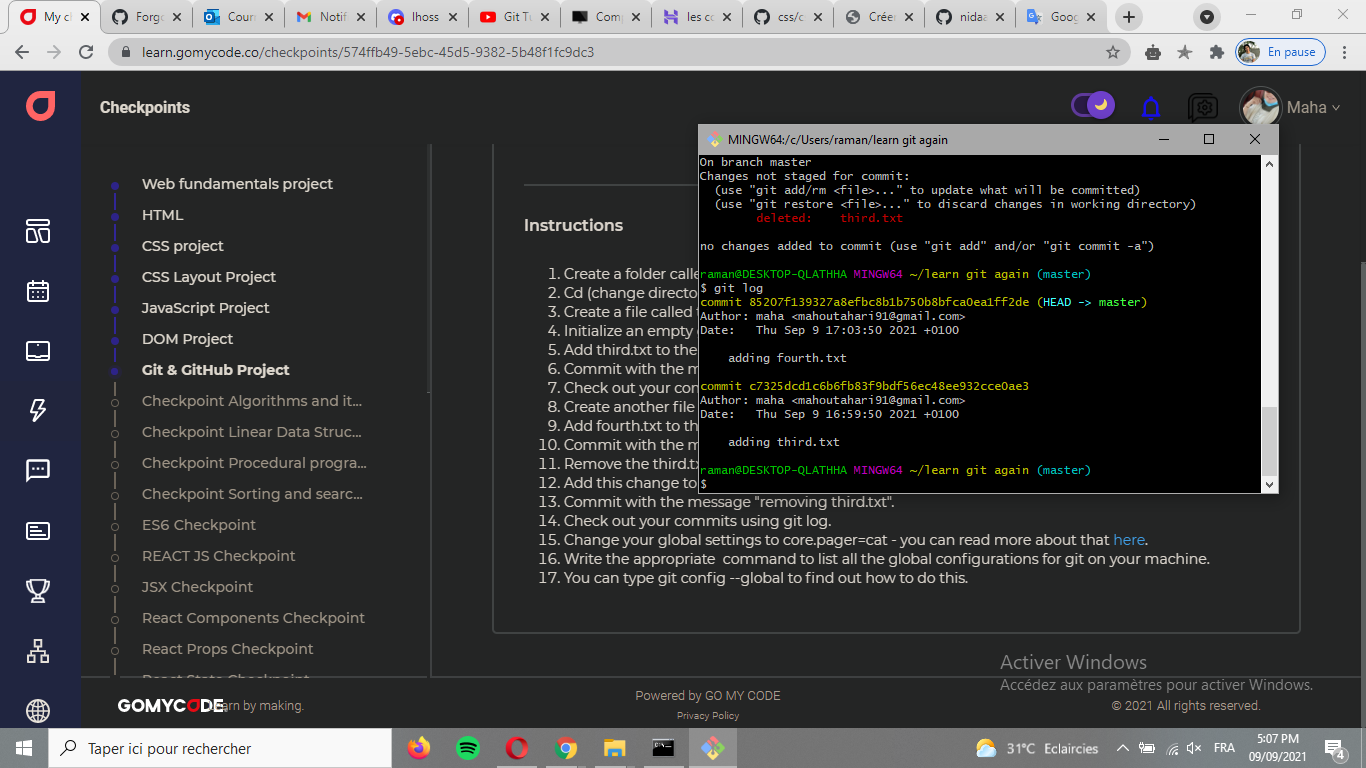 My c
Forgo
Cour
Notif
lhoss
Git Tu
Comp
les co
css/c
Crée
nida
Goog
learn.gomycode.co/checkpoints/574ffb49-5ebc-45d5-9382-5b48f1fc9dc3
En pause
Checkpoints
Maha
Web fundamentals project
HTML
CSS project
CSS Layout Project
JavaScript Project
DOM Project
Git & GitHub Project
Checkpoint Algorithms and it...
Checkpoint Linear Data Struc...
Checkpoint Procedural progra...
Checkpoint Sorting and searc...
ES6 Checkpoint
REACT JS Checkpoint
JSX Checkpoint
React Components Checkpoint
React Props Checkpoint
React State Checkpoint
Instructions
1. Create a folder calle
2. Cd (change directo
3. Create a file called
4. Initialize an empty
5. Add third.txt to the
6. Commit with the m
7. Check out your con
8. Create another file
9. Add fourth.txt to th
10. Commit with the m
11. Remove the third.tx
12. Add this change to
13. Commit with the message "removing third.txt".
14. Check out your commits using git log.
15. Change your global settings to core.pager=cat - you can read more about that here.
16. Write the appropriate command to list all the global configurations for git on your machine.
17. You can type git config --global to find out how to do this.
MINGW64:/c/Users/raman/learn git again
On branch master
Changes not staged for commit:
(use "git add/rm <file>..." to update what will be committed)
(use "git restore <file>..." to discard changes in working directory)
deleted: third.txt
no changes added to commit (use "git add" and/or "git commit -a")
raman@DESKTOP-QLATHHA MINGW64 ~/learn git again (master)
$ git log
commit 85207f139327a8efbc8b1b750b8bfca0ea1ff2de (HEAD -> master)
Author: maha <mahoutahari91@gmail.com>
Date: Thu Sep 9 17:03:50 2021 +0100
adding fourth.txt
commit c7325dcd1c6b6fb83f9bdf56ec48ee932cce0ae3
Author: maha <mahoutahari91@gmail.com>
Date: Thu Sep 9 16:59:50 2021 +0100
adding third.txt
raman@DESKTOP-QLATHHA MINGW64 ~/learn git again (master)
$
Activer Windows
Accédez aux paramètres pour activer Windows.
GOMYCODE
Learn by making.
Powered by GO MY CODE
Privacy Policy
© 2021 All rights reserved.
Taper ici pour rechercher
31°C Eclaircies
FRA
5:07 PM
09/09/2021
4